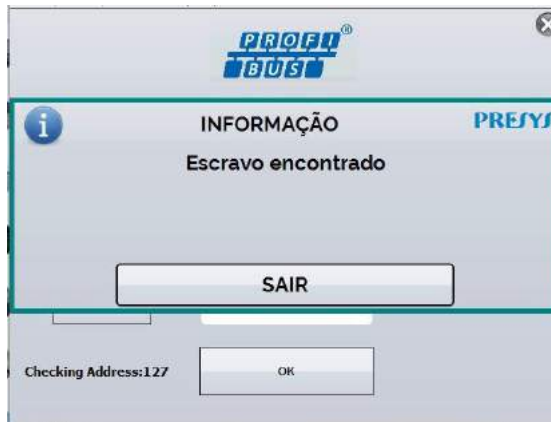 PROFI®
BUS
INFORMAÇÃO
PRESYS
Escravo encontrado
SAIR
Checking Address:127
OK